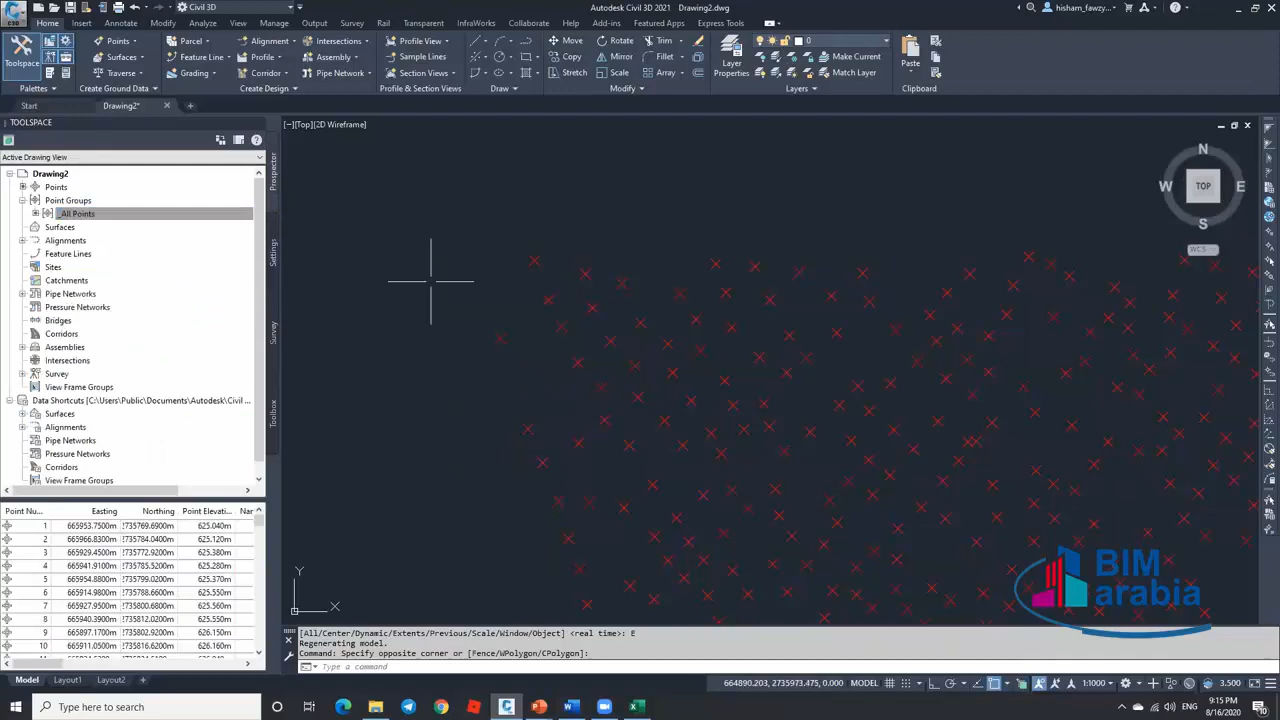 Civil 3D
Autodesk Civil 3D 2021 Drawing2.dwg
hisham_fawzy...
Home Insert Annotate Modify Analyze View Manage Output Survey Rail Transparent InfraWorks Collaborate Help Add-ins Featured Apps Express Tools
Toolspace
Palettes
Points
Surfaces
Traverse
Create Ground Data
Parcel
Feature Line
Grading
Alignment
Profile
Corridor
Intersections
Assembly
Pipe Network
Create Design
Profile View
Sample Lines
Section Views
Profile & Section Views
Draw
Move
Copy
Stretch
Rotate
Mirror
Scale
Trim
Fillet
Array
Modify
Layer
Properties
0
Make Current
Match Layer
Layers
Paste
Clipboard
Start Drawing2*
TOOLSPACE
Active Drawing View
Drawing2
Points
Point Groups
_All Points
Surfaces
Alignments
Feature Lines
Sites
Catchments
Pipe Networks
Pressure Networks
Bridges
Corridors
Assemblies
Intersections
Survey
View Frame Groups
Data Shortcuts [C:\Users\Public\Documents\Autodesk\Civil ...
Surfaces
Alignments
Pipe Networks
Pressure Networks
Corridors
View Frame Groups
Prospector
Settings
Survey
Toolbox
Point Nu... Easting Northing Point Eleva...
1 665953.7500m !735769.6900m 625.040m
2 665966.8300m !735784.0400m 625.120m
3 665929.4500m !735772.9200m 625.380m
4 665941.9100m !735785.5200m 625.280m
5 665954.8800m !735799.0200m 625.370m
6 665914.9800m !735788.6600m 625.550m
7 665927.9500m !735800.6800m 625.560m
8 665940.3900m !735812.0200m 625.550m
9 665897.1700m !735802.9200m 626.150m
10 665911.0500m !735816.6200m 626.160m
[−][Top][2D Wireframe]
N
W TOP E
S
WCS
Y
X
BIM
arabia
[All/Center/Dynamic/Extents/Previous/Scale/Window/Object] <real time>: E
Regenerating model.
Command: Specify opposite corner or [Fence/WPolygon/CPolygon]:
Type a command
Model Layout1 Layout2
664890.203, 2735973.475, 0.000 MODEL
1:1000
3.500
Type here to search
9:15 PM
8/16/2020